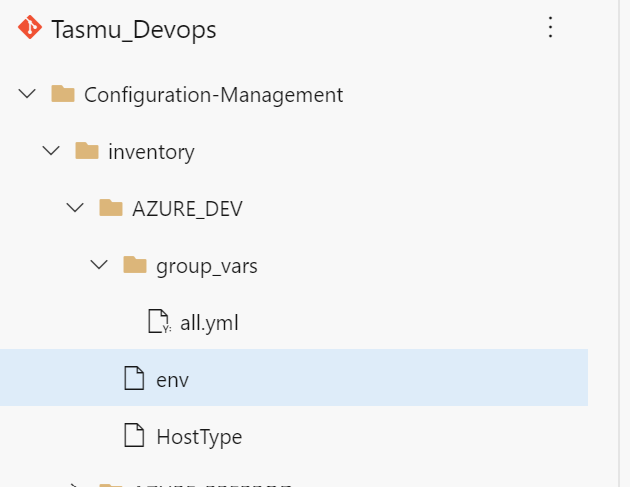 Tasmu_Devops
Configuration-Management
inventory
AZURE_DEV
group_vars
all.yml
env
HostType